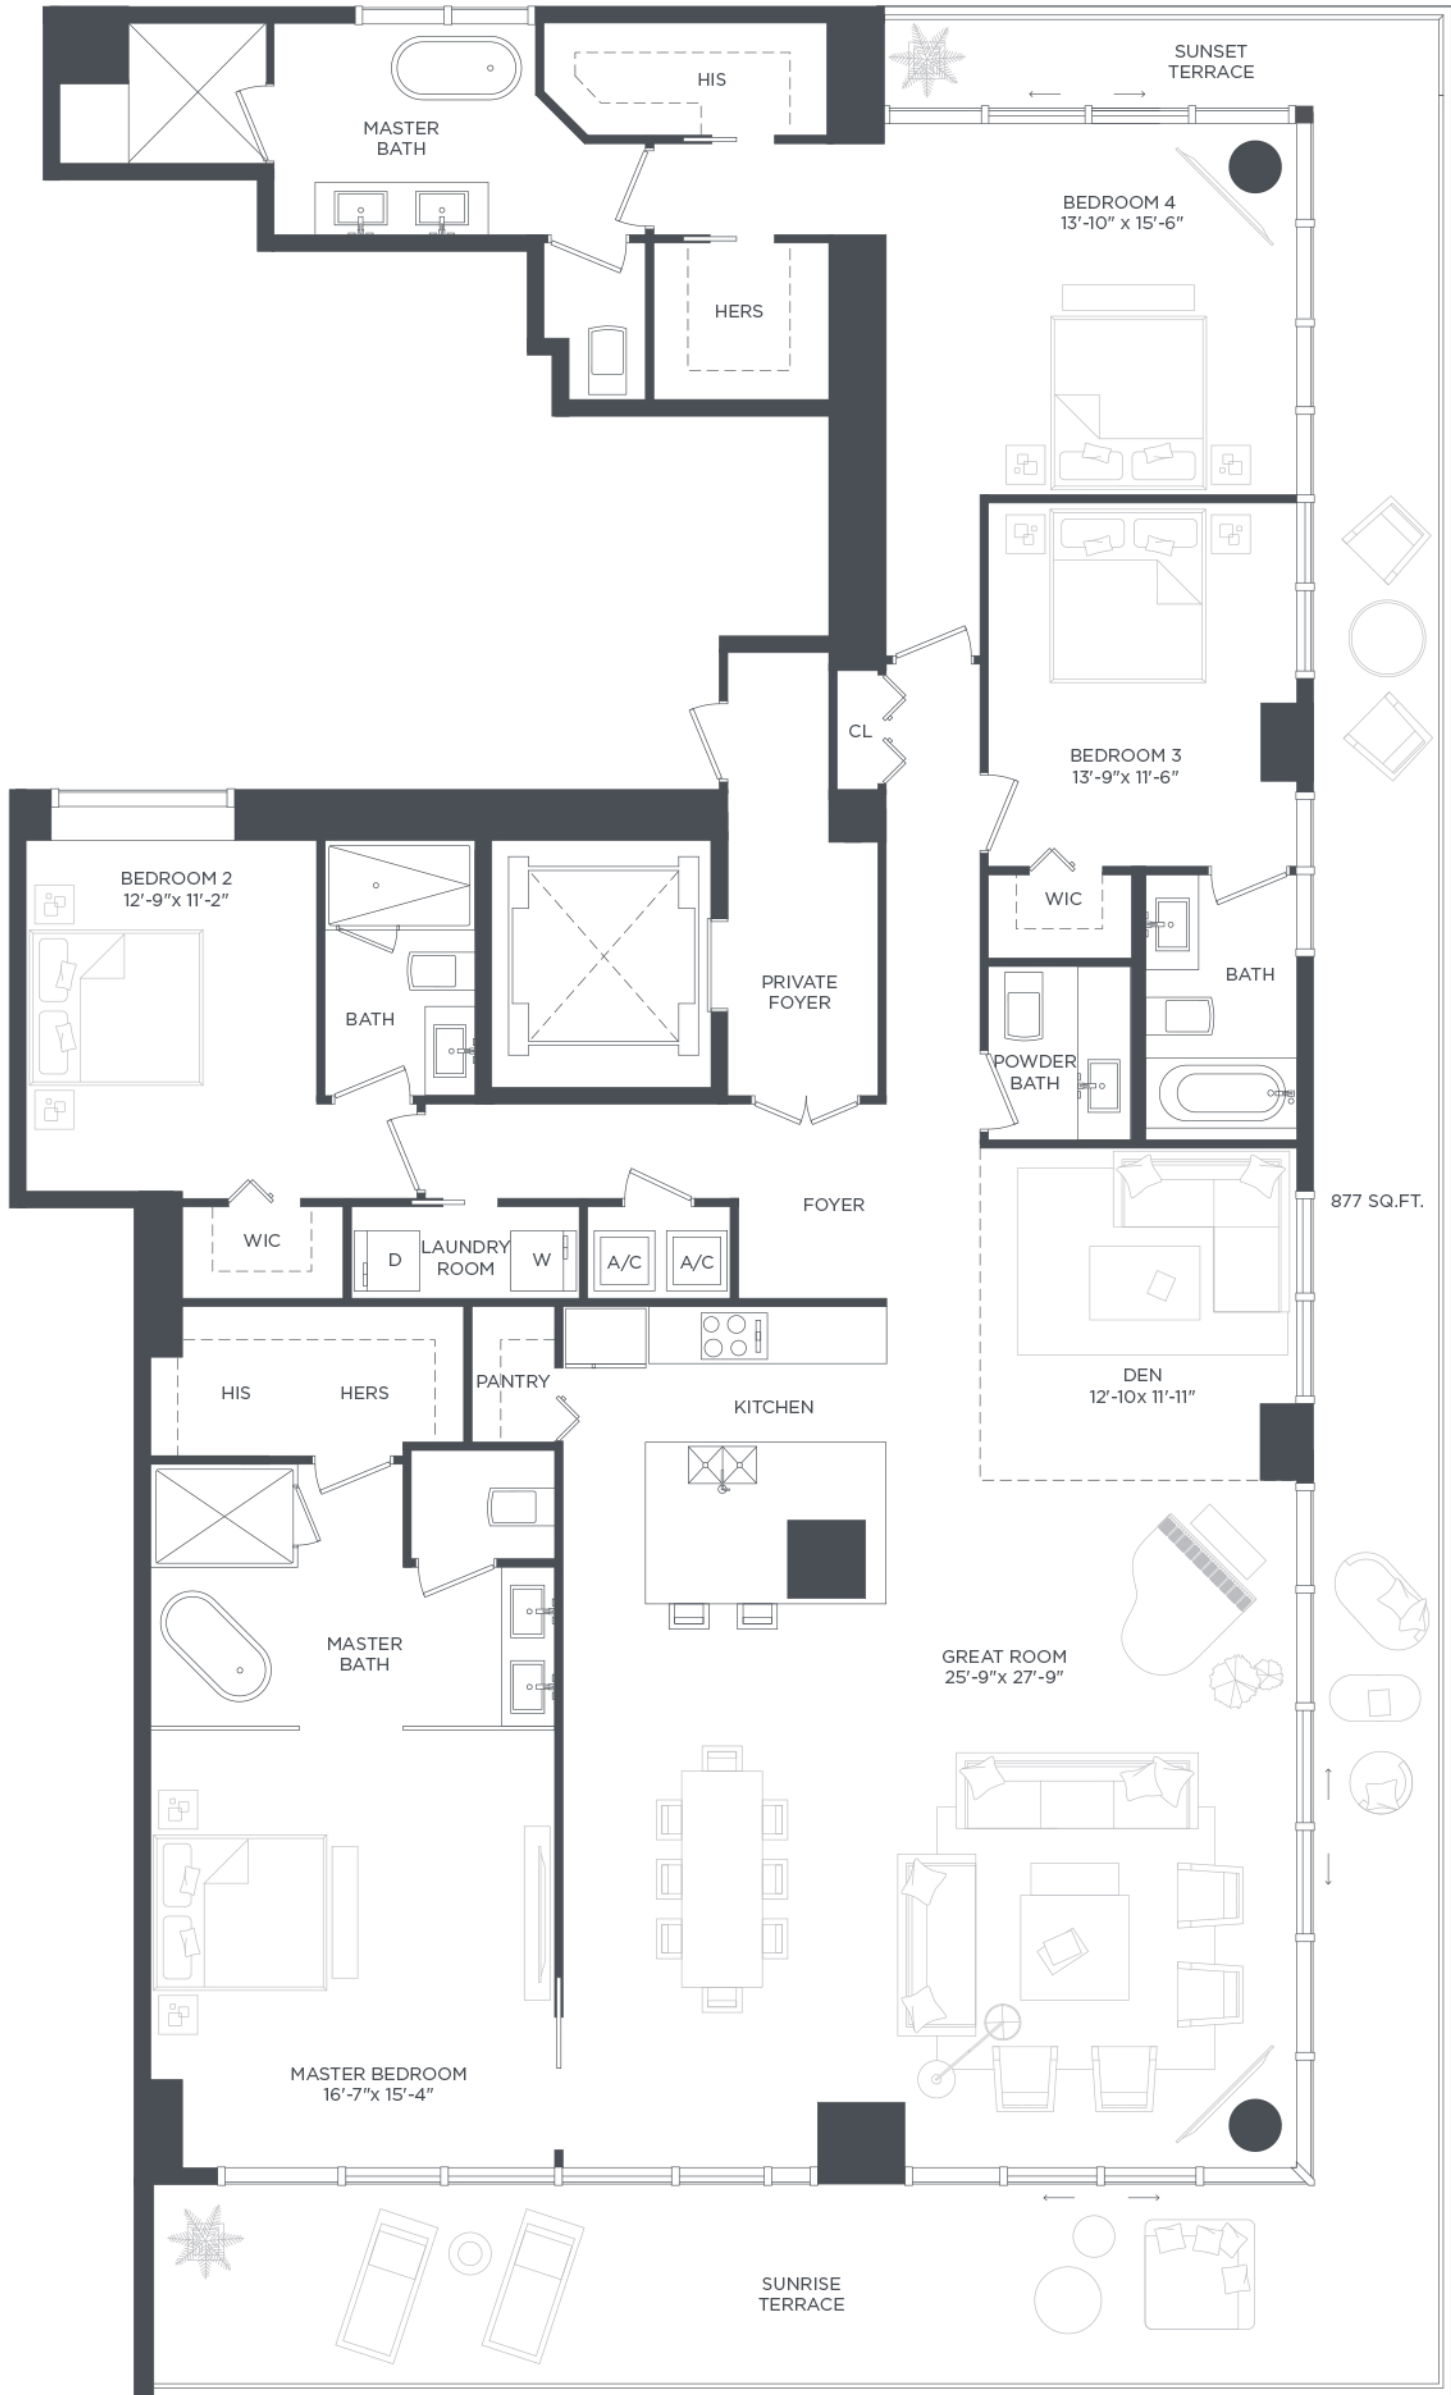 SUNSET
TERRACE
HIS
MASTER
BATH
BEDROOM 4
13'-10" x 15'-6"
HERS
CL
BEDROOM 3
13'-9"x 11'-6"
BEDROOM 2
12'-9"x 11'-2"
WIC
PRIVATE
FOYER
BATH
BATH
POWDER
BATH
FOYER
877 SQ.FT.
WIC
D
LAUNDRY
ROOM
W
A/C
A/C
DEN
12'-10x 11'-11"
HIS
HERS
PANTRY
KITCHEN
MASTER
BATH
GREAT ROOM
25'-9"x 27'-9"
MASTER BEDROOM
16'-7"x 15'-4"
SUNRISE
TERRACE